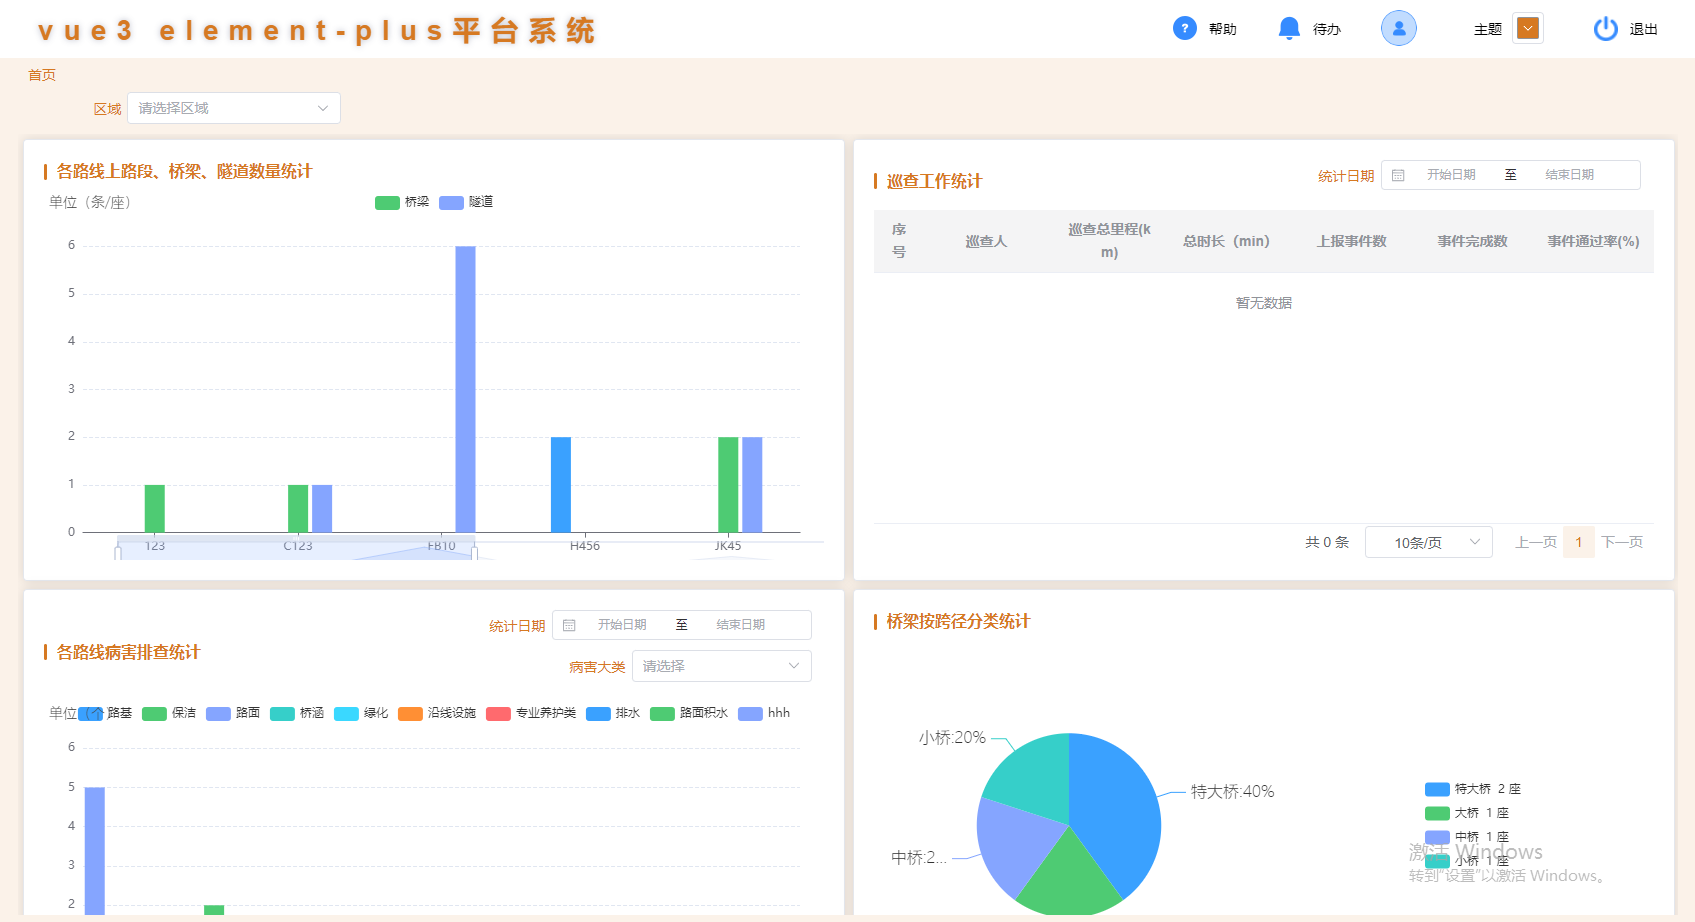 vue3 element-plus平台系统
?
帮助
待办
主题
退出
首页
区域 请选择区域
各路线上路段、桥梁、隧道数量统计
单位（条/座）
桥梁 隧道
6
5
4
3
2
1
0
123 C123 FB10 H456 JK45
巡查工作统计
统计日期 开始日期 至 结束日期
序号 巡查人 巡查总里程(km) 总时长（min） 上报事件数 事件完成数 事件通过率(%)
暂无数据
共 0 条 10条/页 上一页 1 下一页
统计日期 开始日期 至 结束日期
各路线病害排查统计
病害大类 请选择
单位（个
路基 保洁 路面 桥涵 绿化 沿线设施 专业养护类 排水 路面积水 hhh
6
5
4
3
2
桥梁按跨径分类统计
小桥:20%
特大桥:40%
中桥:2...
特大桥 2 座
大桥 1 座
中桥 1 座
小桥 1 座
激活 Windows
转到"设置"以激活 Windows。